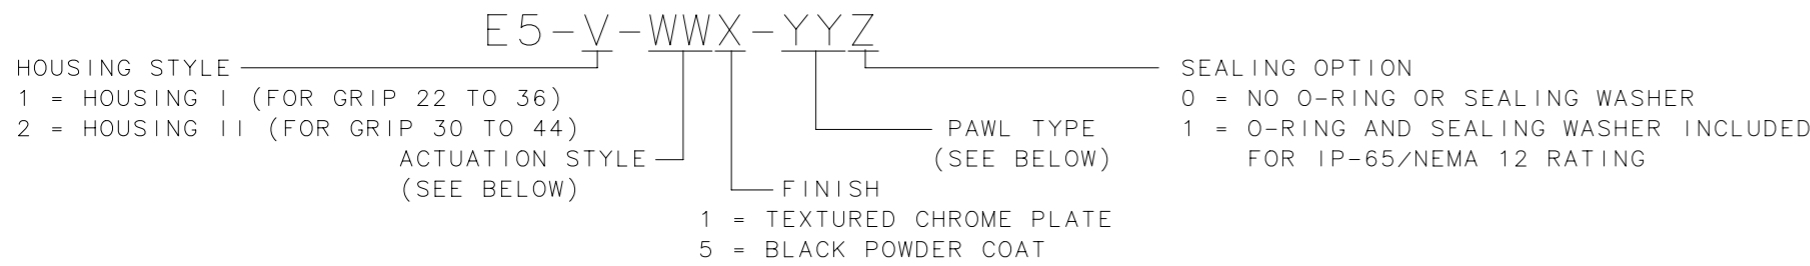 E5-V-WWX-YYZ
HOUSING STYLE
1 = HOUSING I (FOR GRIP 22 TO 36)
2 = HOUSING II (FOR GRIP 30 TO 44)
ACTUATION STYLE
(SEE BELOW)
FINISH
1 = TEXTURED CHROME PLATE
5 = BLACK POWDER COAT
PAWL TYPE
(SEE BELOW)
SEALING OPTION
0 = NO O-RING OR SEALING WASHER
1 = O-RING AND SEALING WASHER INCLUDED
FOR IP-65/NEMA 12 RATING